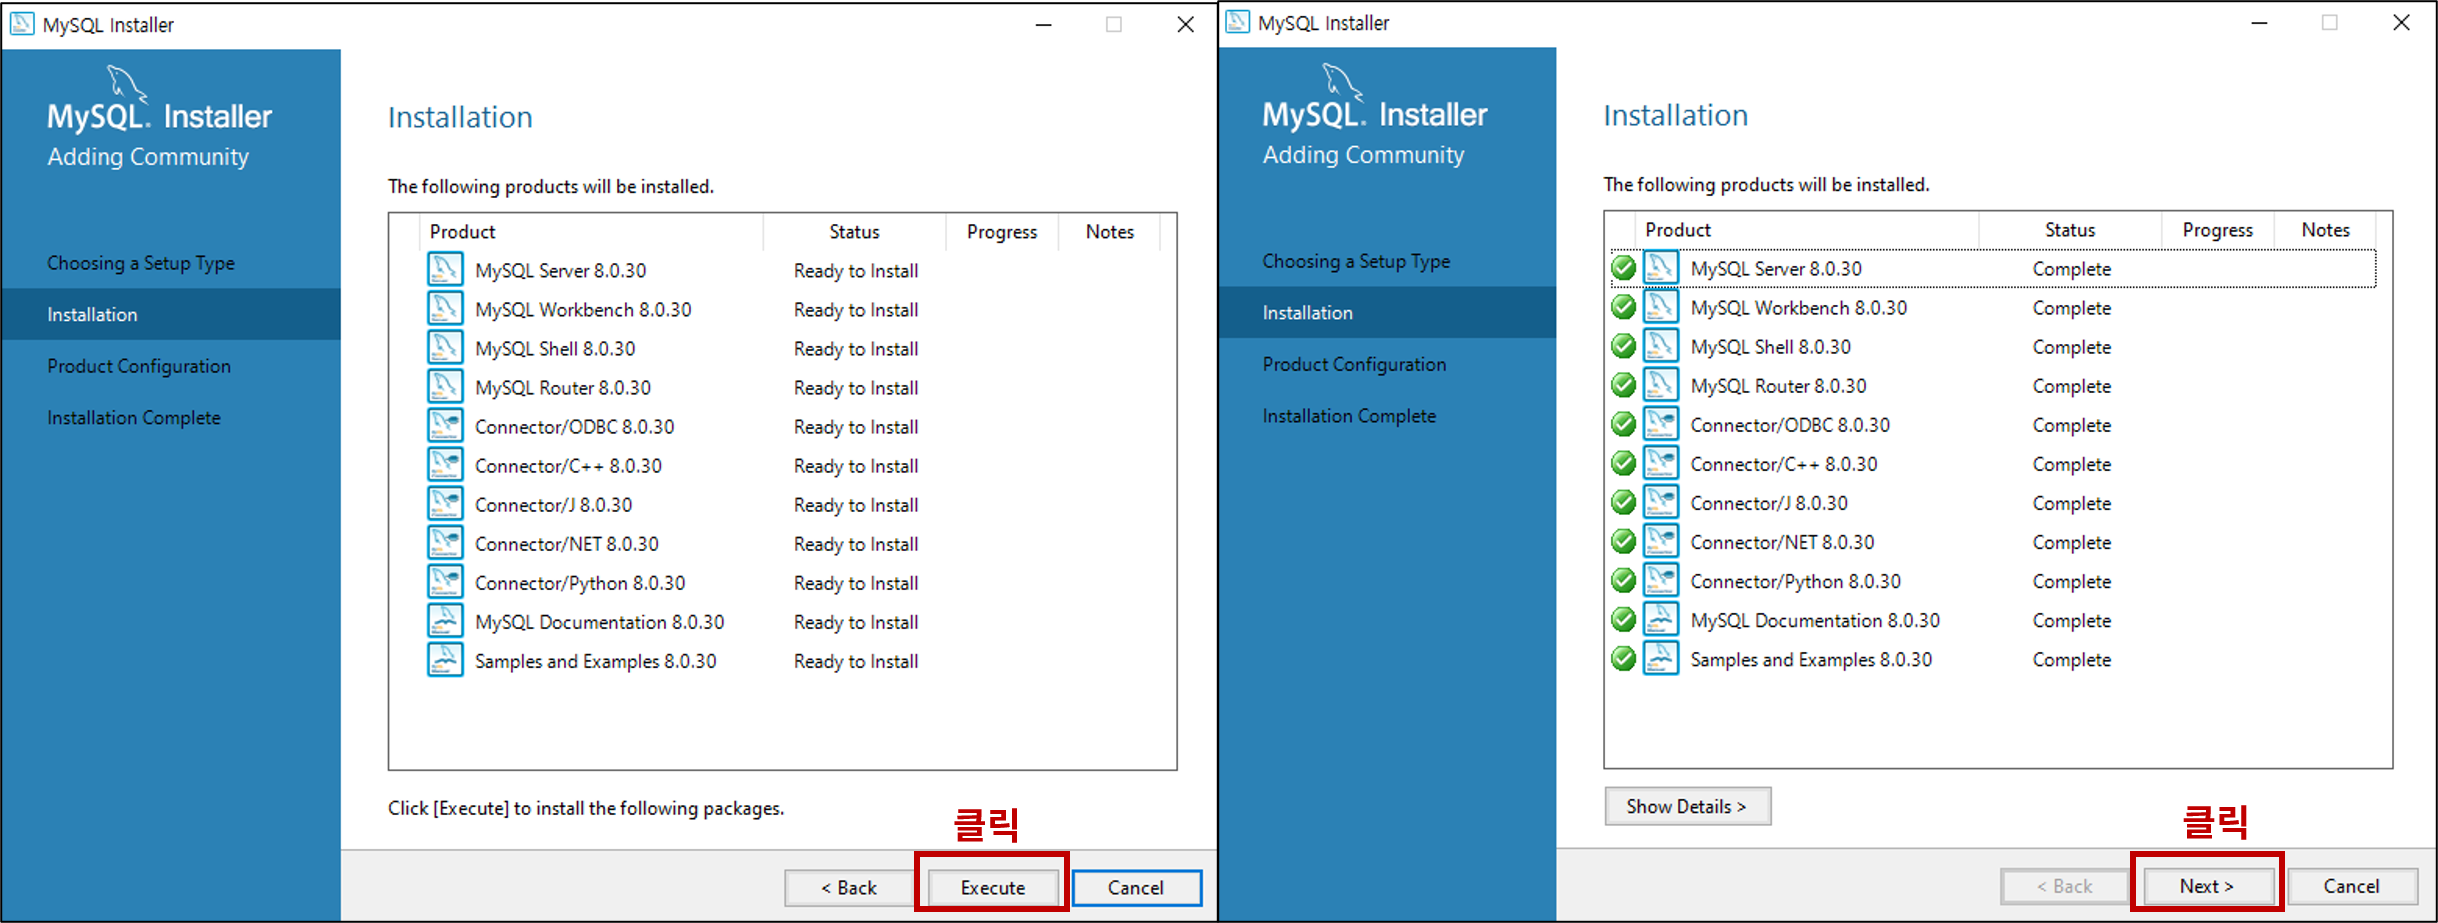 MySQL Installer
MySQL. Installer
Adding Community
Choosing a Setup Type
Installation
Product Configuration
Installation Complete
Installation
The following products will be installed.
Product Status Progress Notes
MySQL Server 8.0.30 Ready to Install
MySQL Workbench 8.0.30 Ready to Install
MySQL Shell 8.0.30 Ready to Install
MySQL Router 8.0.30 Ready to Install
Connector/ODBC 8.0.30 Ready to Install
Connector/C++ 8.0.30 Ready to Install
Connector/J 8.0.30 Ready to Install
Connector/NET 8.0.30 Ready to Install
Connector/Python 8.0.30 Ready to Install
MySQL Documentation 8.0.30 Ready to Install
Samples and Examples 8.0.30 Ready to Install
Click [Execute] to install the following packages.
클릭
< Back Execute Cancel
MySQL Installer
MySQL. Installer
Adding Community
Choosing a Setup Type
Installation
Product Configuration
Installation Complete
Installation
The following products will be installed.
Product Status Progress Notes
MySQL Server 8.0.30 Complete
MySQL Workbench 8.0.30 Complete
MySQL Shell 8.0.30 Complete
MySQL Router 8.0.30 Complete
Connector/ODBC 8.0.30 Complete
Connector/C++ 8.0.30 Complete
Connector/J 8.0.30 Complete
Connector/NET 8.0.30 Complete
Connector/Python 8.0.30 Complete
MySQL Documentation 8.0.30 Complete
Samples and Examples 8.0.30 Complete
Show Details >
클릭
< Back Next > Cancel